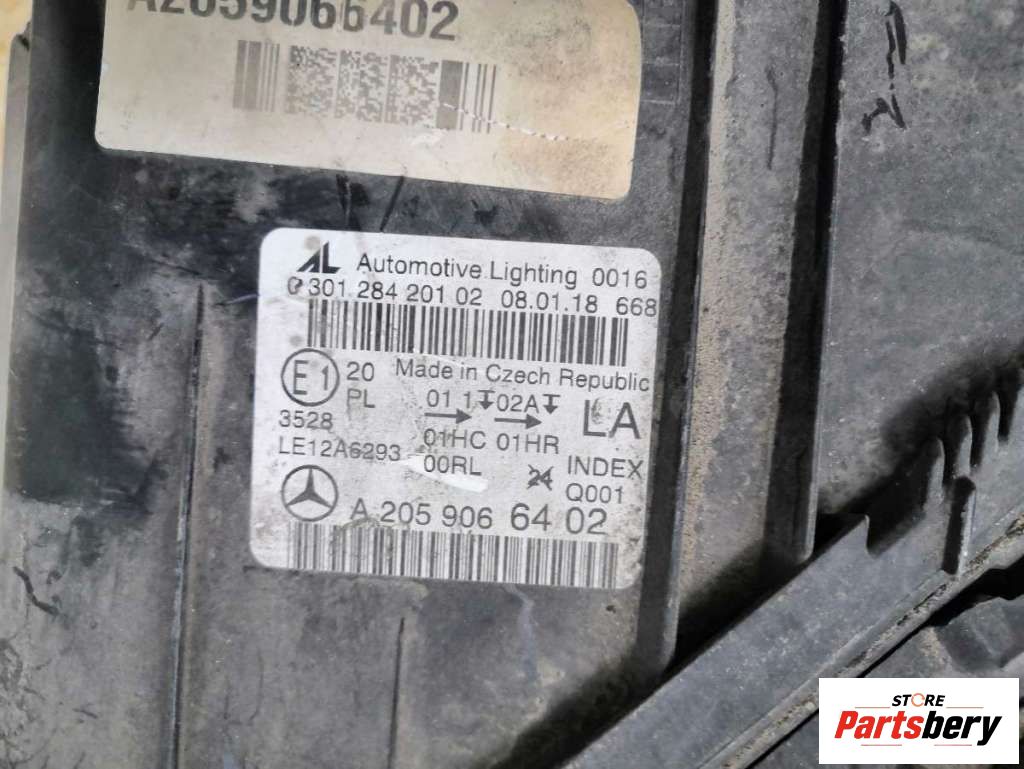 A2059066402
AL Automotive Lighting 0016
301 284 201 02 08.01.18 668
E1 20 Made in Czech Republic
PL 01 1 02A LA
3528 01HC 01HR
LE12A6293 00RL 24 INDEX
Q001
A 205 906 64 02
STORE
Partsbery